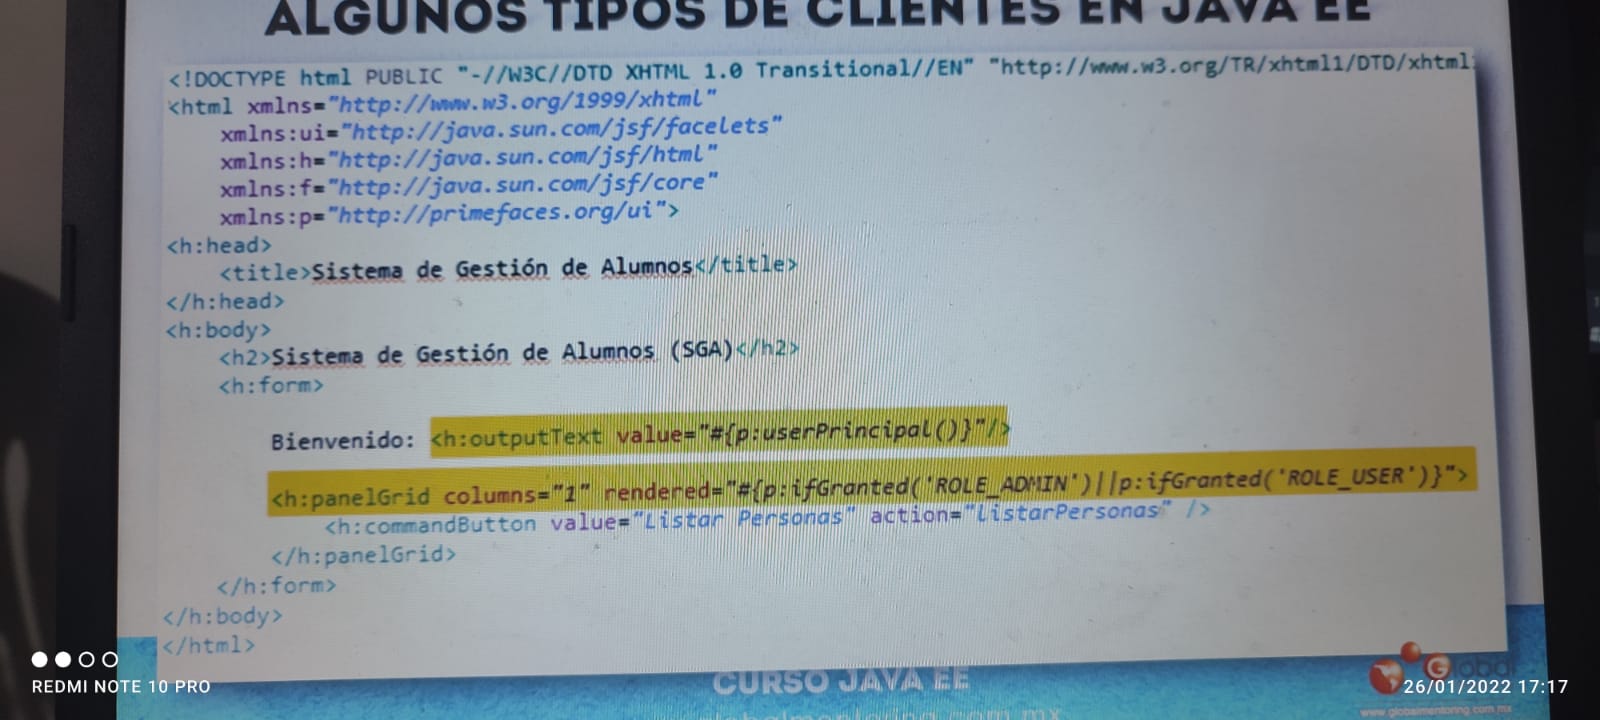 ALGUNOS TIPOS DE CLIENTES EN JAVA EE
<!DOCTYPE html PUBLIC "-//W3C//DTD XHTML 1.0 Transitional//EN" "http://www.w3.org/TR/xhtml1/DTD/xhtml1
<html xmlns="http://www.w3.org/1999/xhtml"
xmlns:ui="http://java.sun.com/jsf/facelets"
xmlns:h="http://java.sun.com/jsf/html"
xmlns:f="http://java.sun.com/jsf/core"
xmlns:p="http://primefaces.org/ui">
<h:head>
<title>Sistema de Gestión de Alumnos</title>
</h:head>
<h:body>
<h2>Sistema de Gestión de Alumnos (SGA)</h2>
<h:form>
Bienvenido: <h:outputText value="#{p:userPrincipal()}"/>
<h:panelGrid columns="1" rendered="#{p:ifGranted('ROLE_ADMIN')||p:ifGranted('ROLE_USER')}">
<h:commandButton value="Listar Personas" action="listarPersonas" />
</h:panelGrid>
</h:form>
</h:body>
</html>
CURSO JAVA EE
Global
www.globalmentoring.com.mx
REDMI NOTE 10 PRO
26/01/2022 17:17